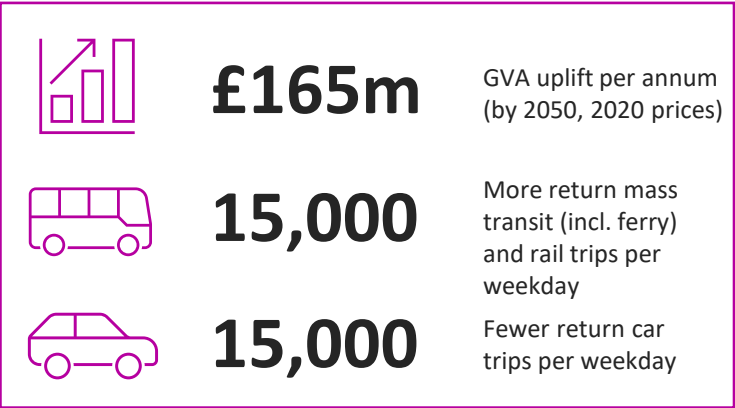 £165m
GVA uplift per annum
(by 2050, 2020 prices)
15,000
More return mass
transit (incl. ferry)
and rail trips per
weekday
15,000
Fewer return car
trips per weekday